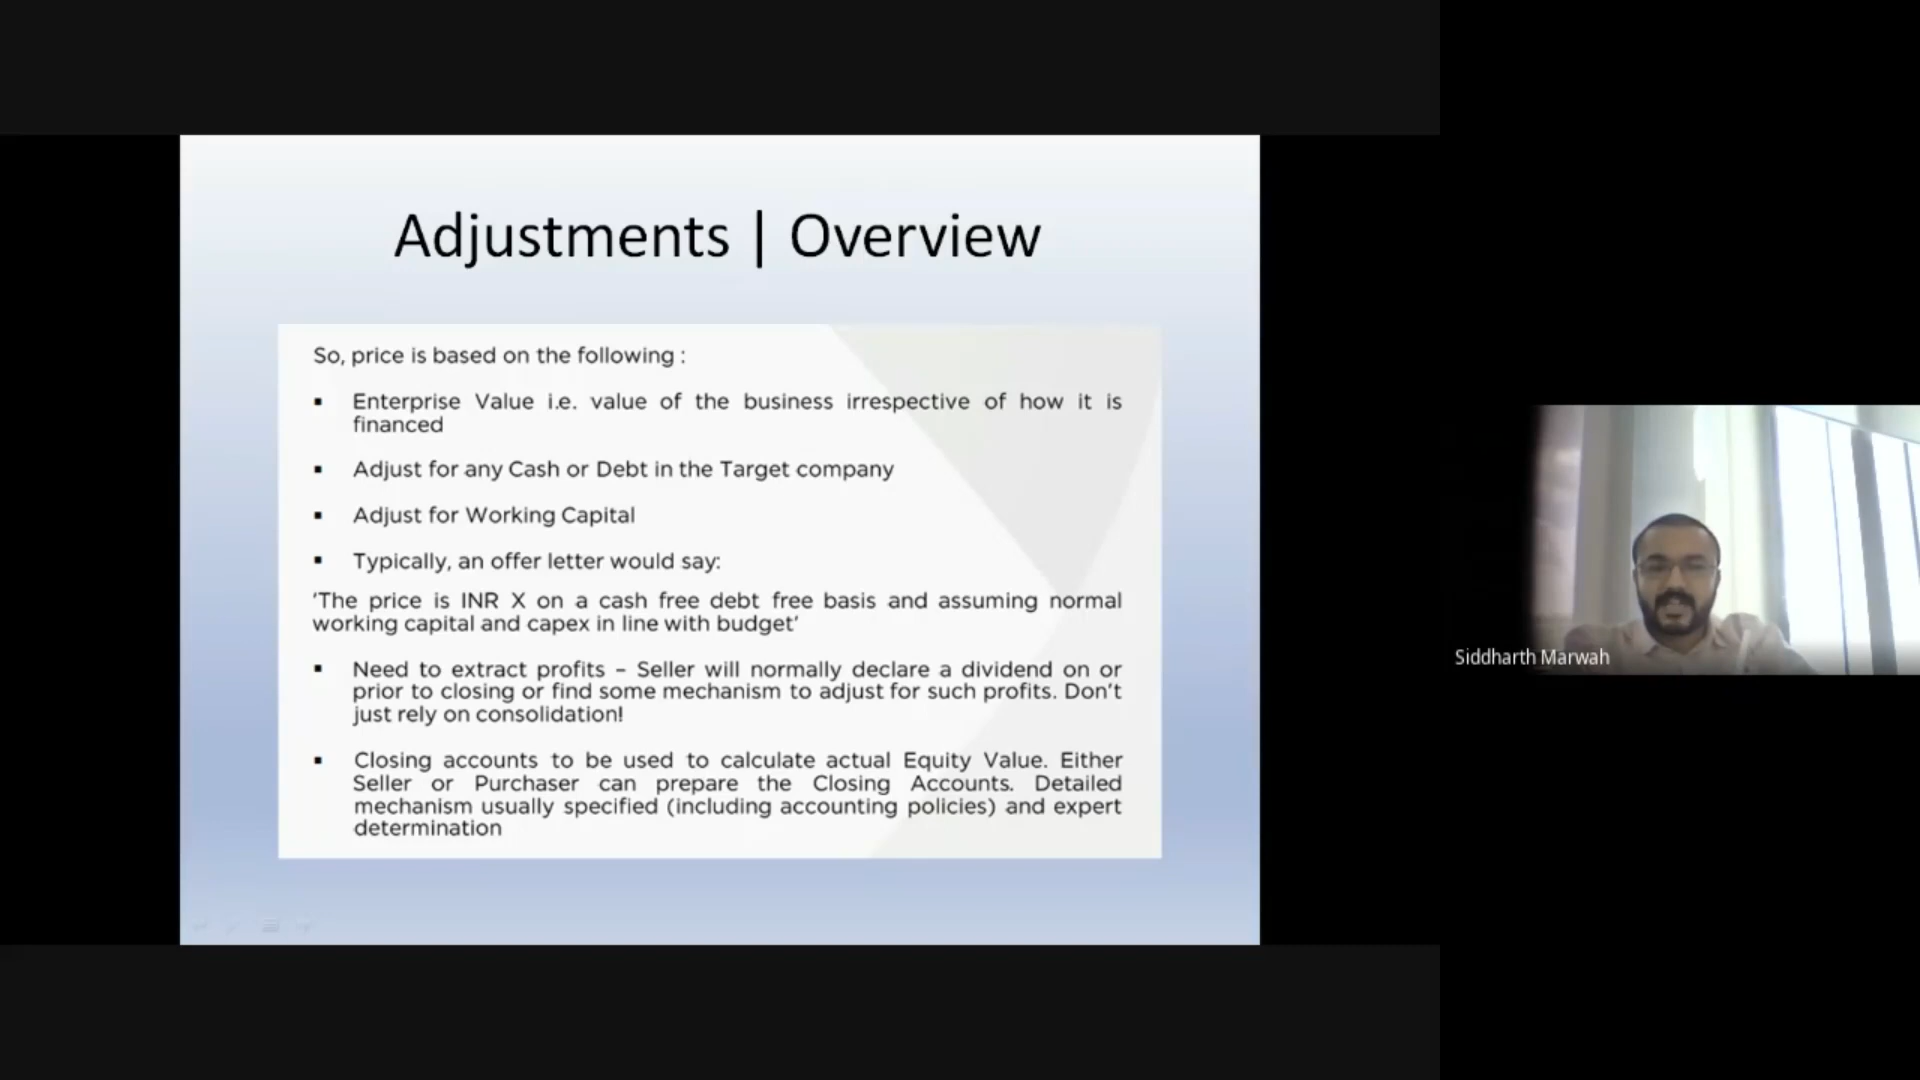 Adjustments | Overview
So, price is based on the following :
▪ Enterprise Value i.e. value of the business irrespective of how it is
financed
▪ Adjust for any Cash or Debt in the Target company
▪ Adjust for Working Capital
▪ Typically, an offer letter would say:
‘The price is INR X on a cash free debt free basis and assuming normal
working capital and capex in line with budget’
▪ Need to extract profits – Seller will normally declare a dividend on or
prior to closing or find some mechanism to adjust for such profits. Don’t
just rely on consolidation!
▪ Closing accounts to be used to calculate actual Equity Value. Either
Seller or Purchaser can prepare the Closing Accounts. Detailed
mechanism usually specified (including accounting policies) and expert
determination
Siddharth Marwah